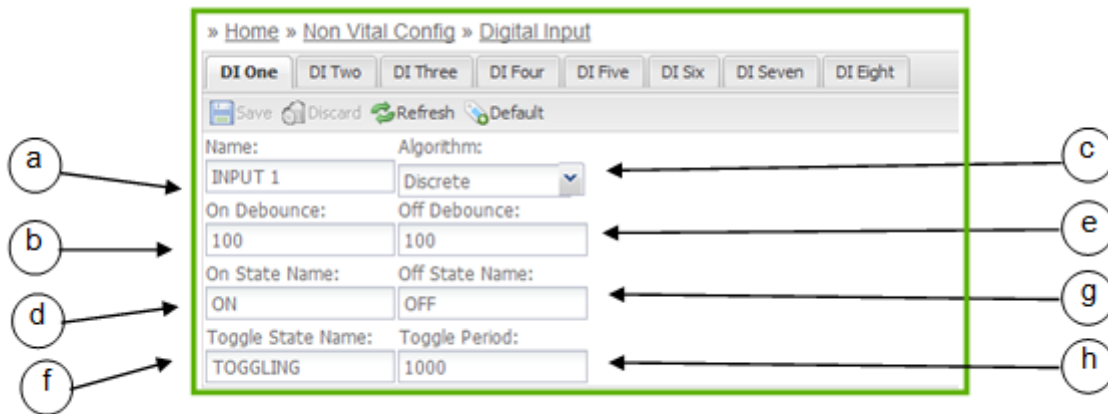 » Home » Non Vital Config » Digital Input
DI One DI Two DI Three DI Four DI Five DI Six DI Seven DI Eight
Save Discard Refresh Default
Name: Algorithm:
a INPUT 1 Discrete c
On Debounce: Off Debounce:
b 100 100 e
On State Name: Off State Name:
d ON OFF g
Toggle State Name: Toggle Period:
f TOGGLING 1000 h